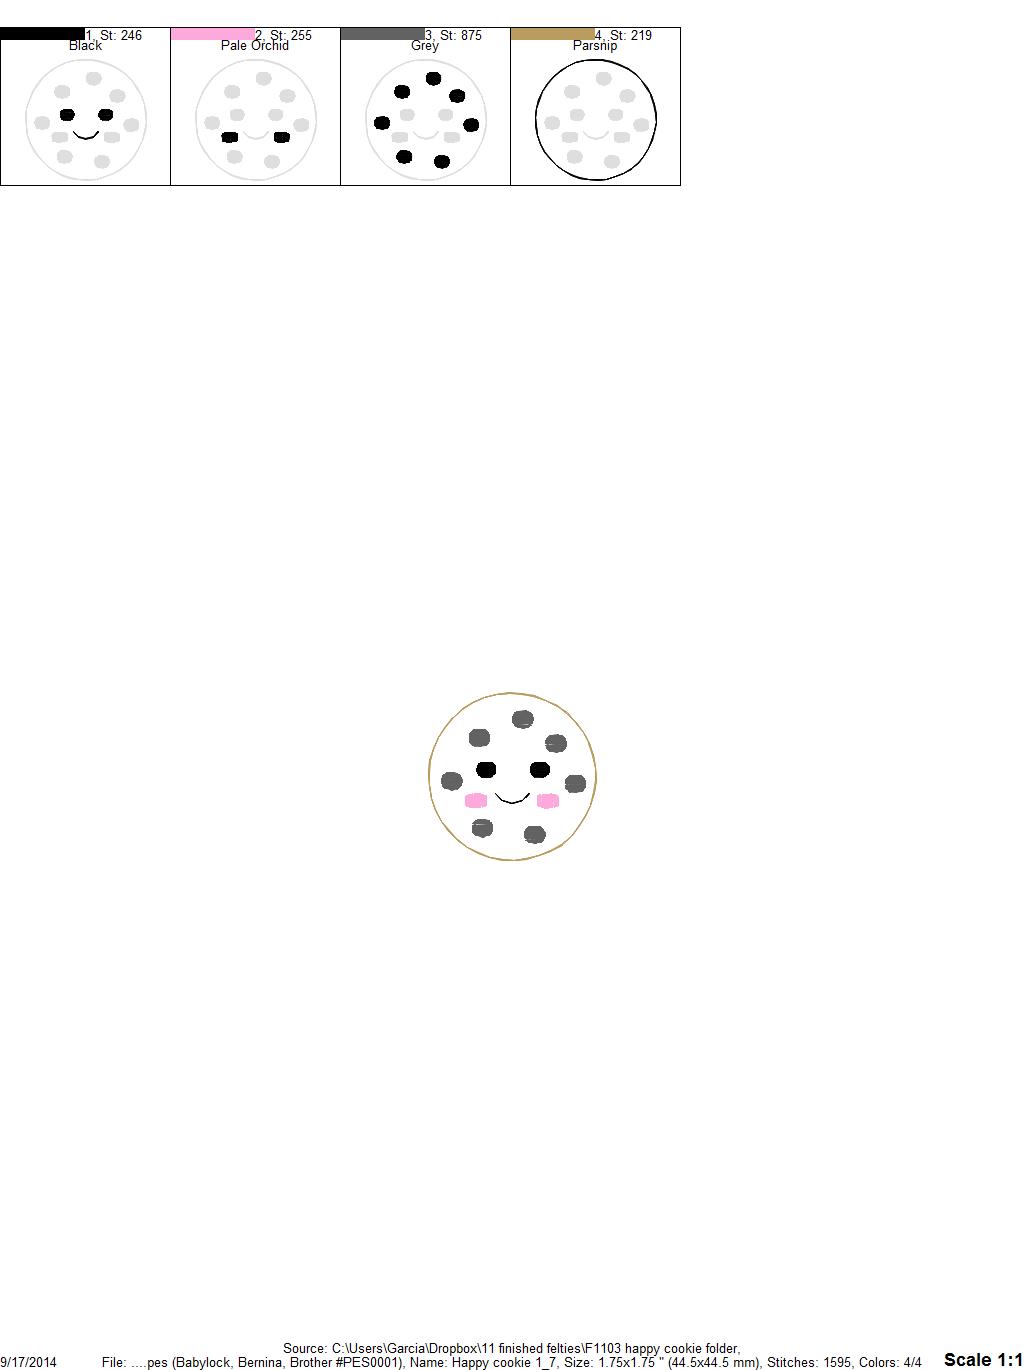 1, St: 246
Black
2, St: 255
Pale Orchid
3, St: 875
Grey
4, St: 219
Parsnip
Source: C:\Users\Garcia\Dropbox\11 finished felties\F1103 happy cookie folder,
9/17/2014 File: ....pes (Babylock, Bernina, Brother #PES0001), Name: Happy cookie 1_7, Size: 1.75x1.75 " (44.5x44.5 mm), Stitches: 1595, Colors: 4/4 Scale 1:1